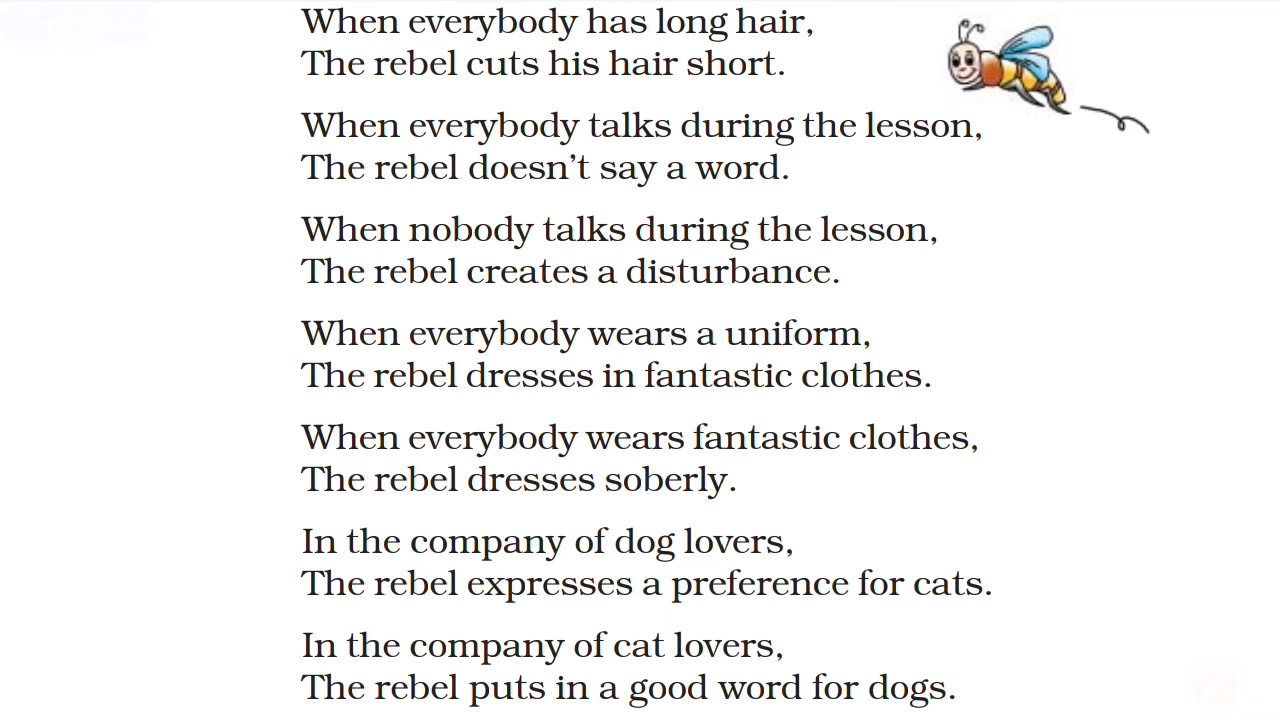 When everybody has long hair,
The rebel cuts his hair short.
When everybody talks during the lesson,
The rebel doesn’t say a word.
When nobody talks during the lesson,
The rebel creates a disturbance.
When everybody wears a uniform,
The rebel dresses in fantastic clothes.
When everybody wears fantastic clothes,
The rebel dresses soberly.
In the company of dog lovers,
The rebel expresses a preference for cats.
In the company of cat lovers,
The rebel puts in a good word for dogs.